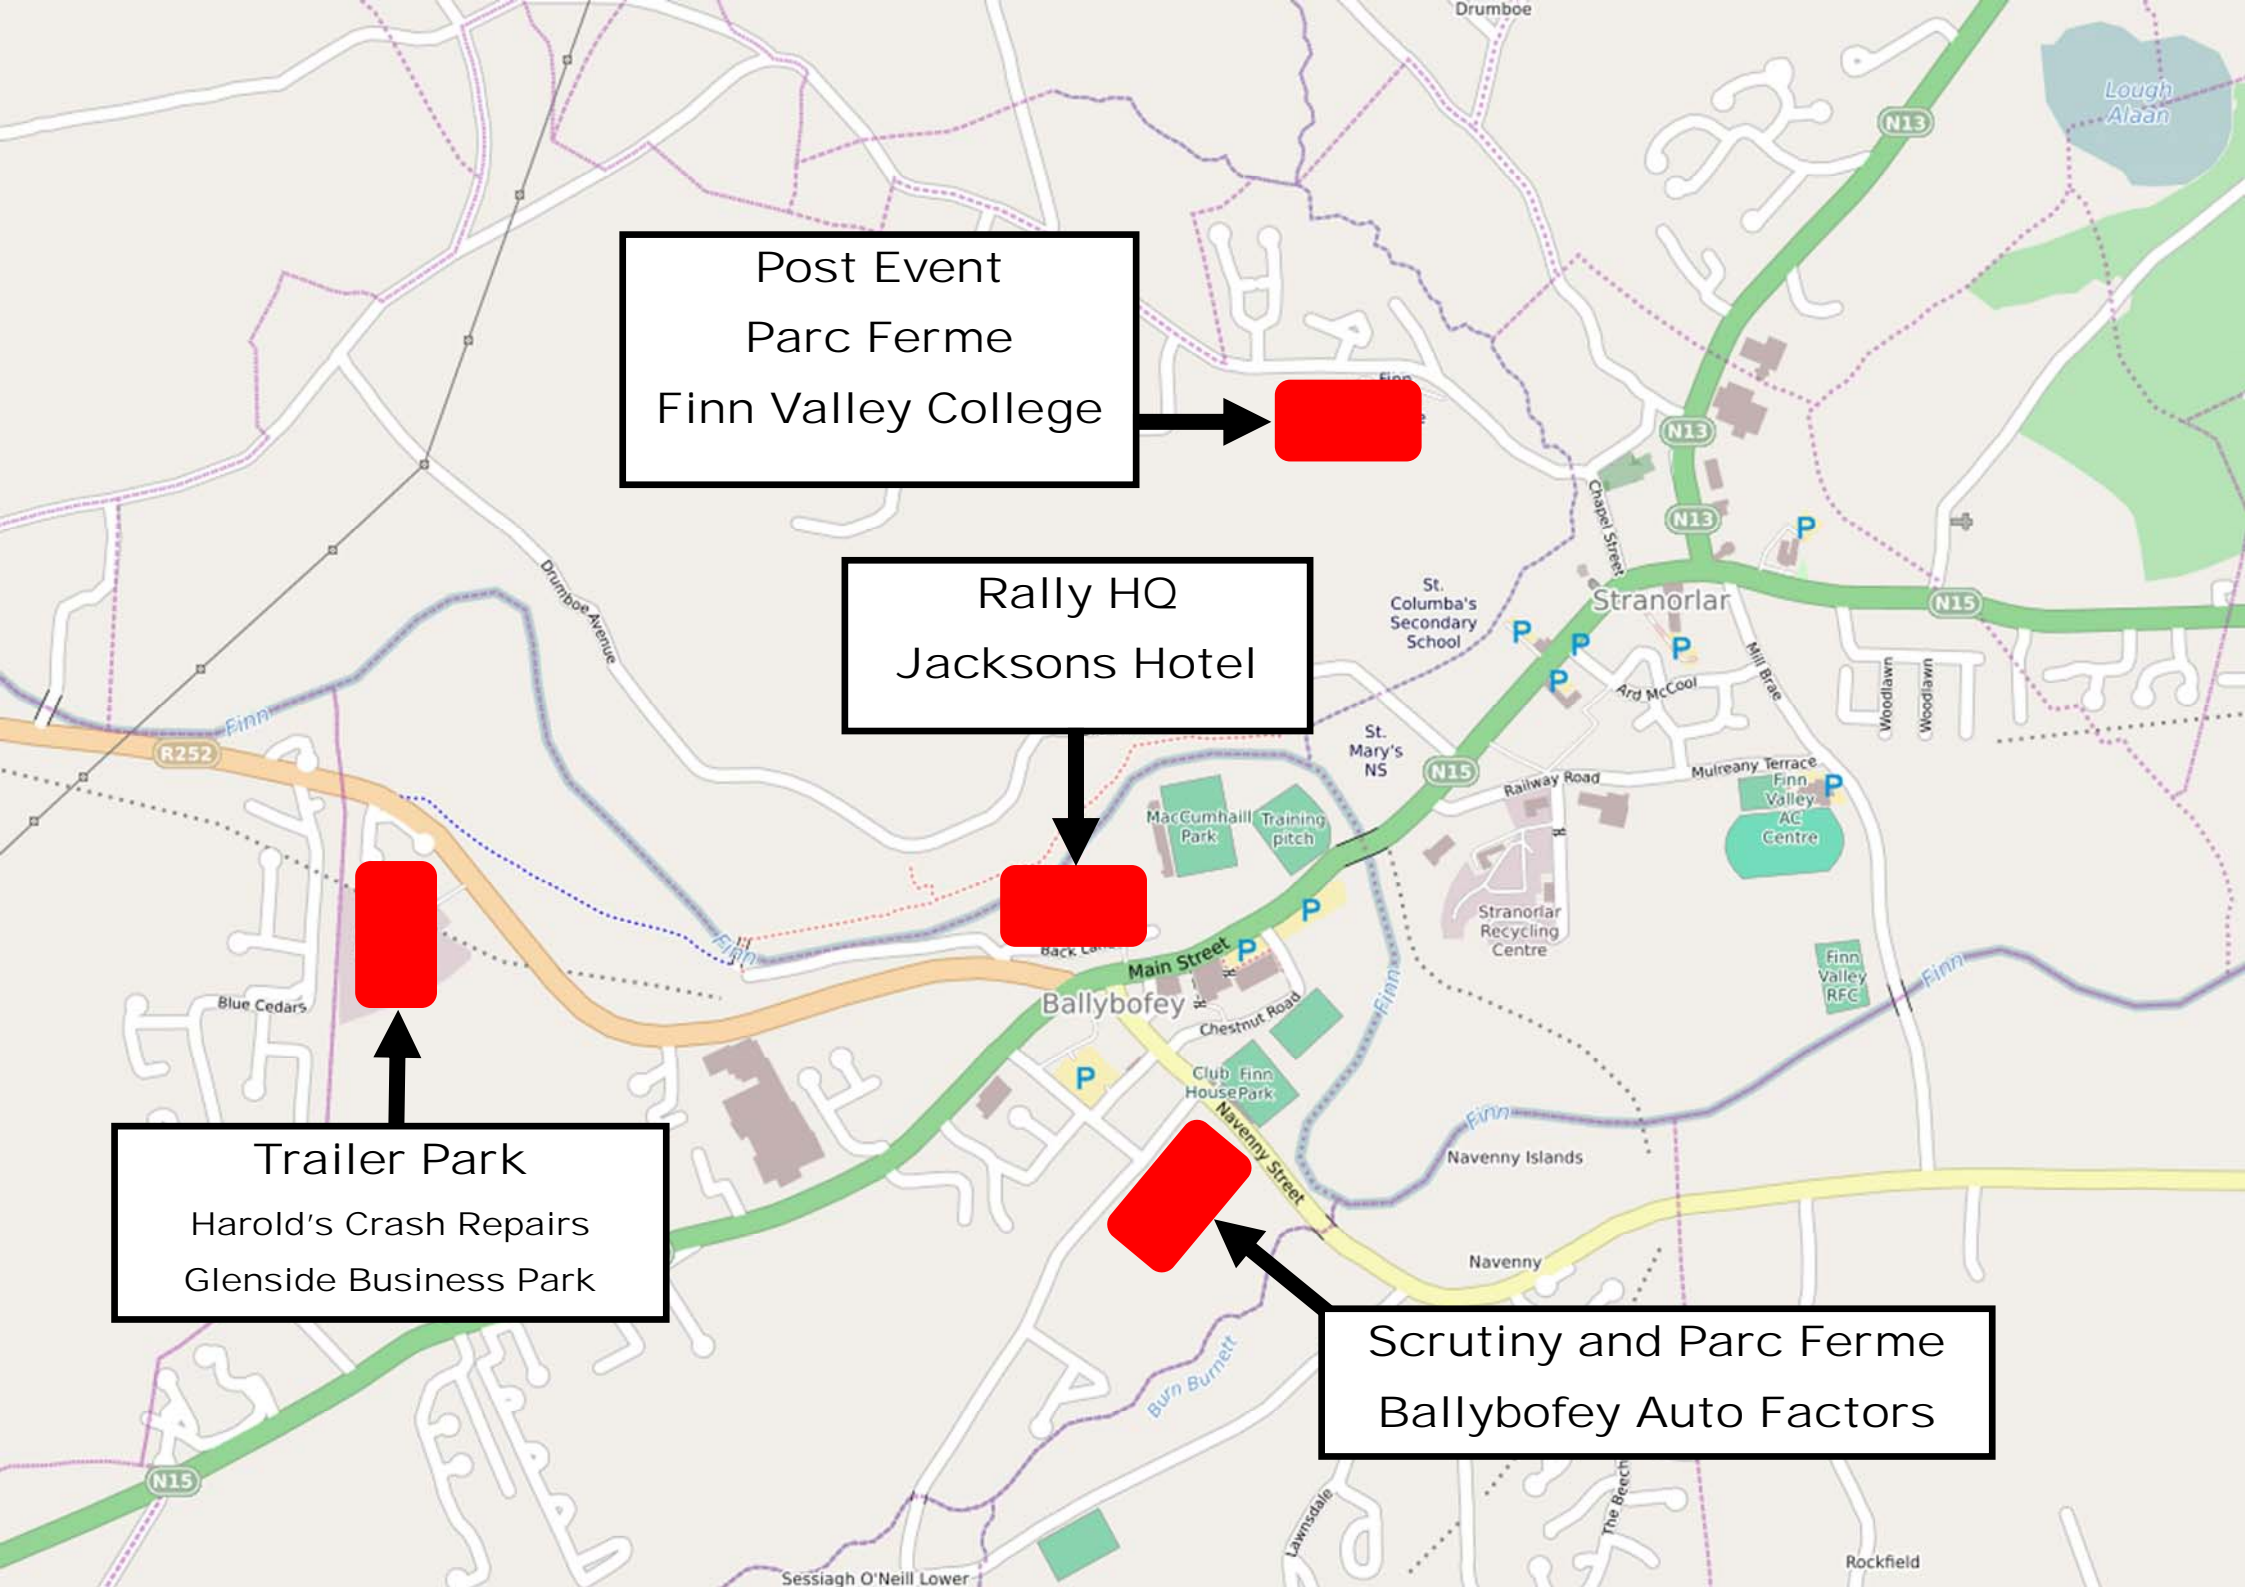 Drumboe
Lough
Alaan
N13
Post Event
Parc Ferme
Finn Valley College
Finn
N13
Chapel Street
N13
P
Rally HQ
Jacksons Hotel
St.
Columba's
Secondary
School
Stranorlar
N15
P
P
P
P
Drumboe Avenue
Ard McCool
Mill Brae
Woodlawn
Woodlawn
Finn
R252
St.
Mary's
NS
N15
Railway Road
Mulreany Terrace
Finn
Valley
AC
Centre
P
MacCumhaill
Park
Training
pitch
Stranorlar
Recycling
Centre
P
P
Finn
Back
Main Street
Finn
Finn
Valley
RFC
Finn
Blue Cedars
Ballybofey
Chestnut Road
P
Club
House
Finn
Park
Navenny Street
Finn
Navenny Islands
Trailer Park
Harold's Crash Repairs
Glenside Business Park
Navenny
Scrutiny and Parc Ferme
Ballybofey Auto Factors
Burn Burnett
N15
Lawnsdale
The Beech
Rockfield
Sessiagh O'Neill Lower